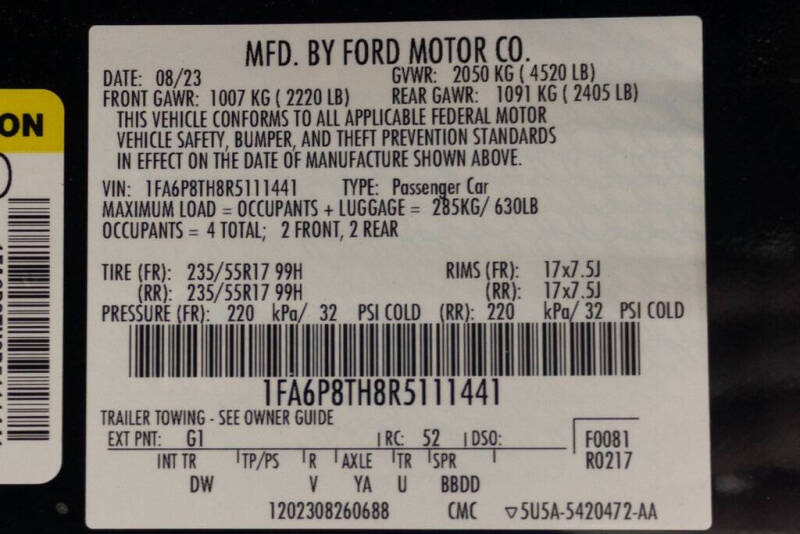 MFD. BY FORD MOTOR CO.
DATE: 08/23 GVWR: 2050 KG ( 4520 LB)
FRONT GAWR: 1007 KG ( 2220 LB) REAR GAWR: 1091 KG ( 2405 LB)
THIS VEHICLE CONFORMS TO ALL APPLICABLE FEDERAL MOTOR
VEHICLE SAFETY, BUMPER, AND THEFT PREVENTION STANDARDS
IN EFFECT ON THE DATE OF MANUFACTURE SHOWN ABOVE.
VIN: 1FA6P8TH8R5111441 TYPE: Passenger Car
MAXIMUM LOAD = OCCUPANTS + LUGGAGE = 285KG/ 630LB
OCCUPANTS = 4 TOTAL; 2 FRONT, 2 REAR
TIRE (FR): 235/55R17 99H RIMS (FR): 17x7.5J
(RR): 235/55R17 99H (RR): 17x7.5J
PRESSURE (FR): 220 kPa/ 32 PSI COLD (RR): 220 kPa/ 32 PSI COLD
1FA6P8TH8R5111441
TRAILER TOWING - SEE OWNER GUIDE
EXT PNT: G1 RC: 52 DSO: F0081
INT TR TP/PS R AXLE TR SPR R0217
DW V YA U BBDD
1202308260688 CMC ▽5U5A-5420472-AA
ON